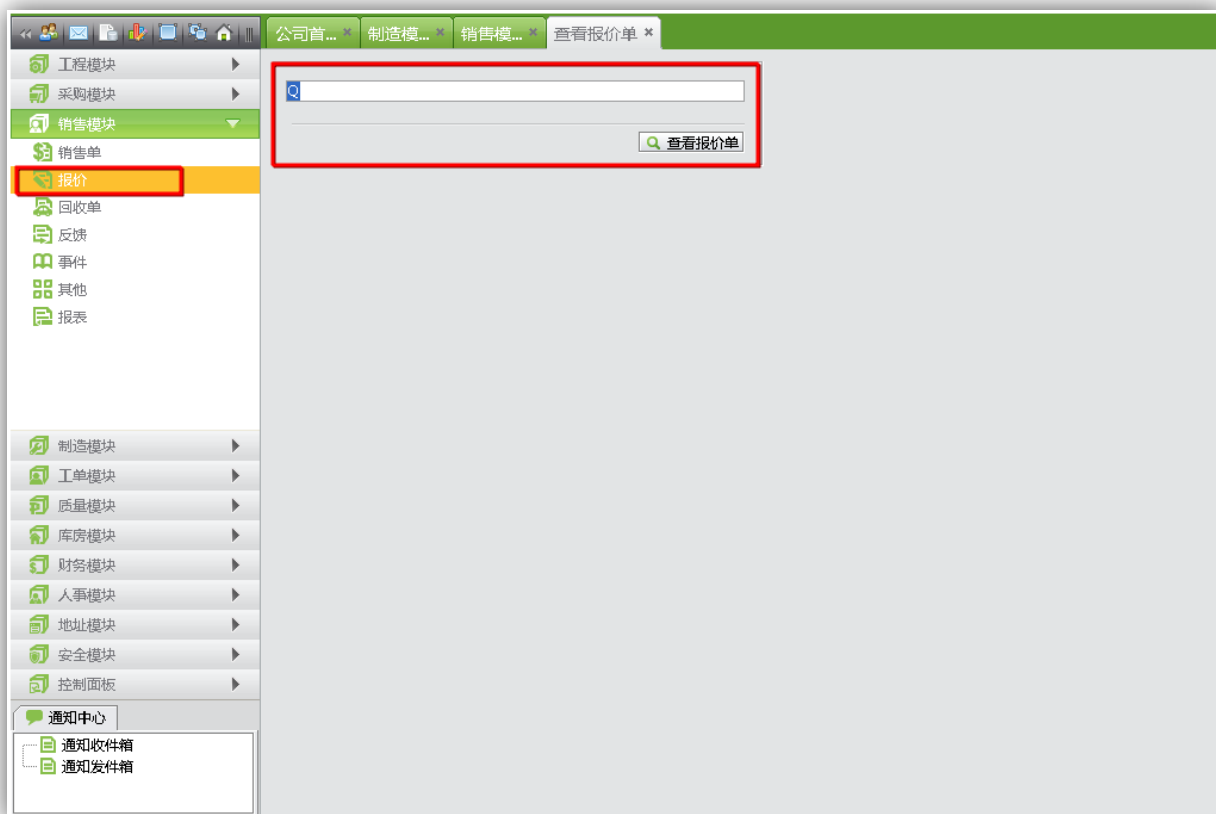 公司首...
制造模...
销售模...
查看报价单
工程模块
采购模块
销售模块
销售单
报价
回收单
反馈
事件
其他
报表
制造模块
工单模块
质量模块
库房模块
财务模块
人事模块
地址模块
安全模块
控制面板
通知中心
通知收件箱
通知发件箱
Q
查看报价单